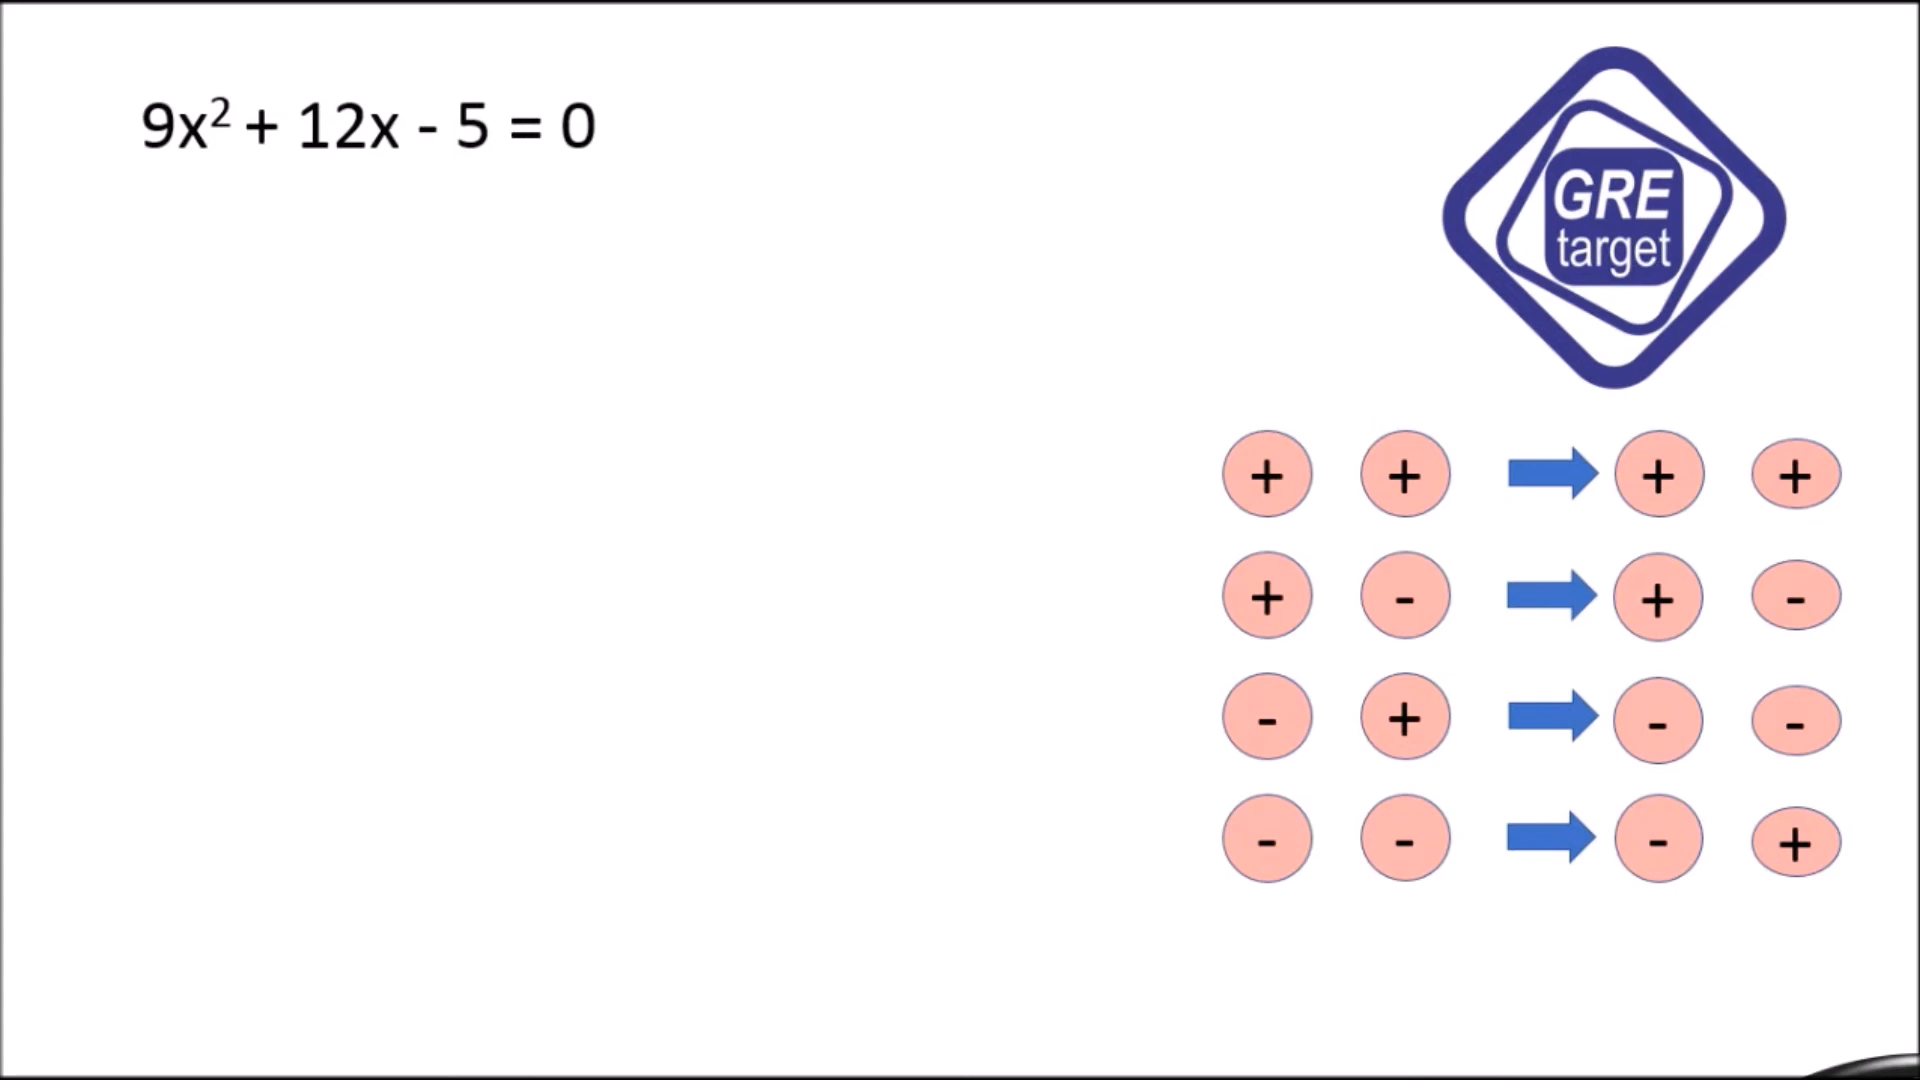 9x² + 12x - 5 = 0
GRE
target
+ + + +
+ - + -
- + - -
- - - +